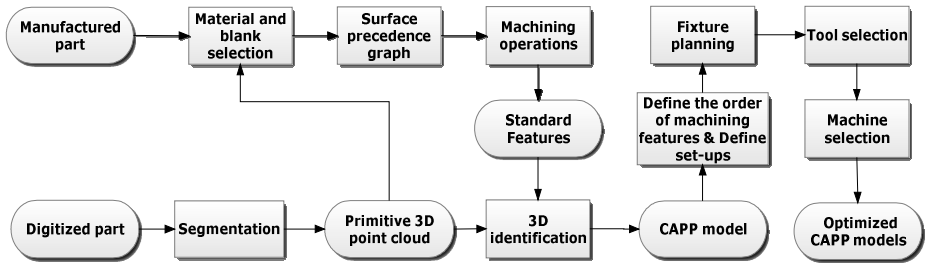 Manufactured
part
Material and
blank
selection
Surface
precedence
graph
Machining
operations
Fixture
planning
Tool selection
Standard
Features
Define the order
of machining
features & Define
set-ups
Machine
selection
Digitized part
Segmentation
Primitive 3D
point cloud
3D
identification
CAPP model
Optimized
CAPP models